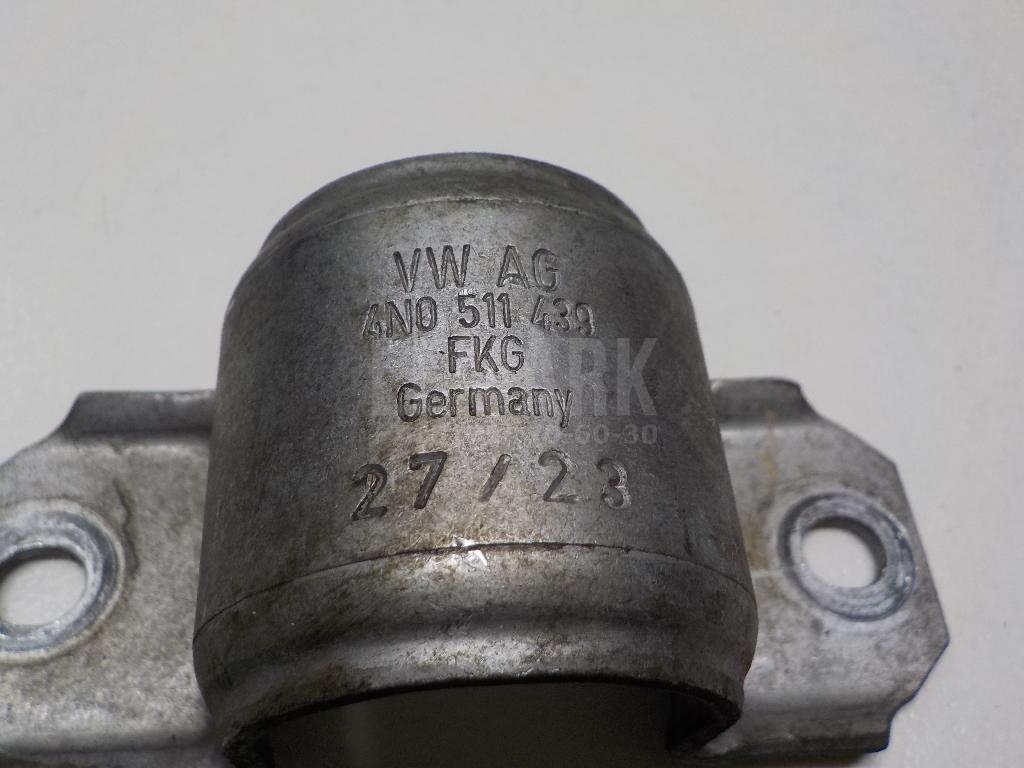 VW AG
4N0 511 439
FKG
Germany
27 / 23